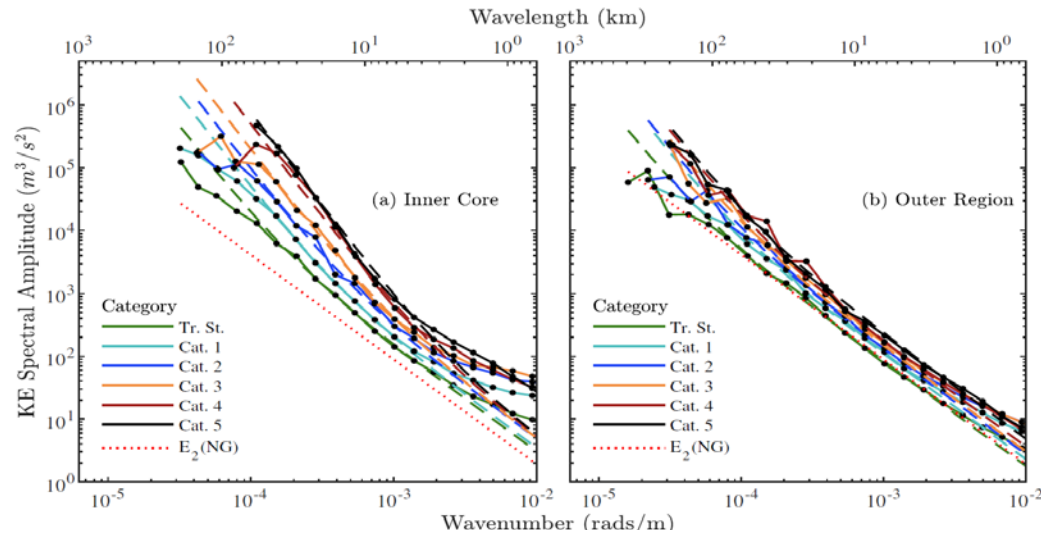 Wavelength (km)
10³ 10² 10¹ 10⁰ 10³ 10² 10¹ 10⁰
KE Spectral Amplitude (m³/s²)
10⁶
10⁵
10⁴
10³
10²
10¹
10⁰
(a) Inner Core
Category
Tr. St.
Cat. 1
Cat. 2
Cat. 3
Cat. 4
Cat. 5
E₂(NG)
(b) Outer Region
Category
Tr. St.
Cat. 1
Cat. 2
Cat. 3
Cat. 4
Cat. 5
E₂(NG)
10⁻⁵ 10⁻⁴ 10⁻³ 10⁻² 10⁻⁵ 10⁻⁴ 10⁻³ 10⁻²
Wavenumber (rads/m)